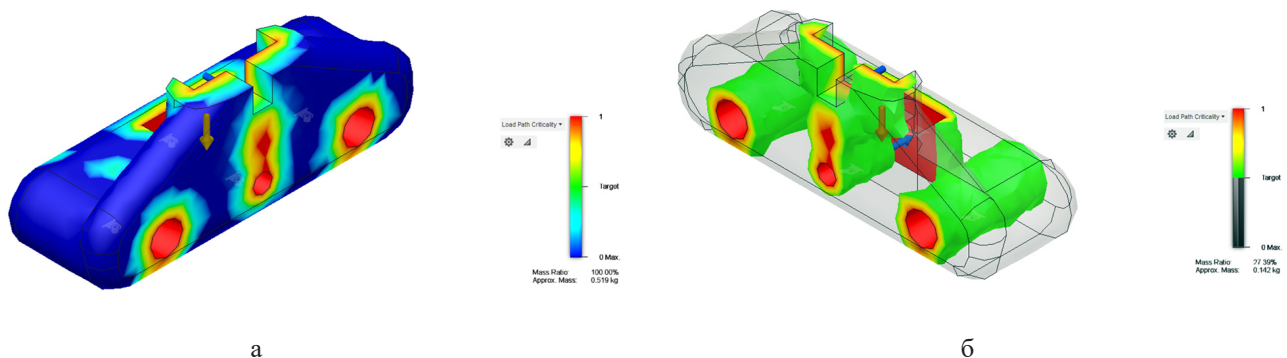 Load Path Criticality
1
Target
0 Max.
Mass Ratio: 100.00%
Approx. Mass: 0.519 kg
Load Path Criticality
1
Target
0 Max.
Mass Ratio: 27.39%
Approx. Mass: 0.142 kg
а
б